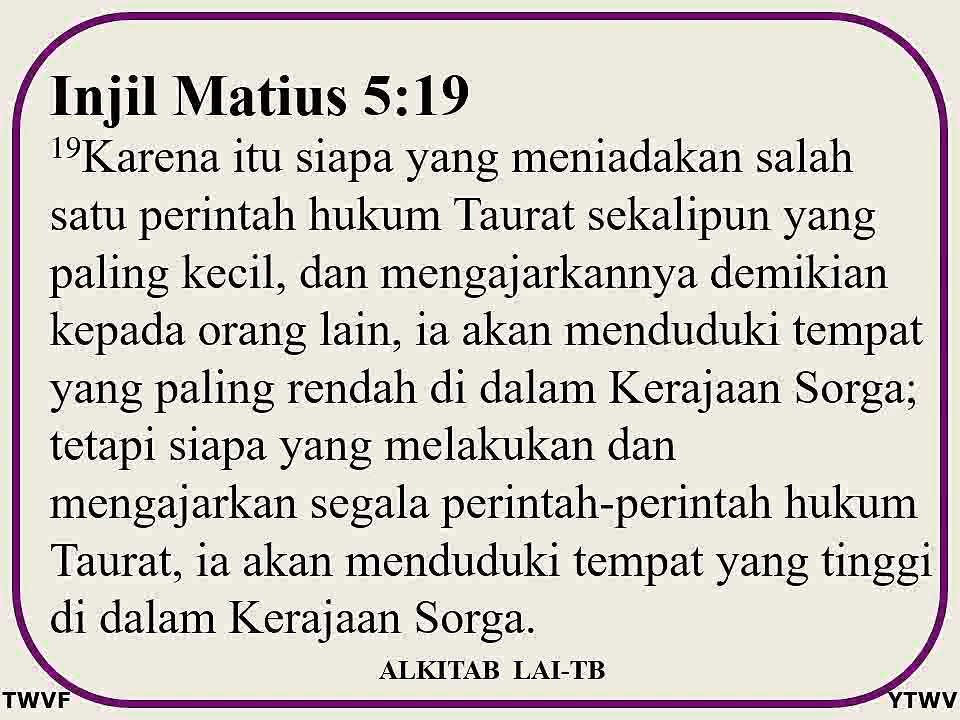 Injil Matius 5:19
19Karena itu siapa yang meniadakan salah
satu perintah hukum Taurat sekalipun yang
paling kecil, dan mengajarkannya demikian
kepada orang lain, ia akan menduduki tempat
yang paling rendah di dalam Kerajaan Sorga;
tetapi siapa yang melakukan dan
mengajarkan segala perintah-perintah hukum
Taurat, ia akan menduduki tempat yang tinggi
di dalam Kerajaan Sorga.
ALKITAB LAI-TB
TWVF
YTWV